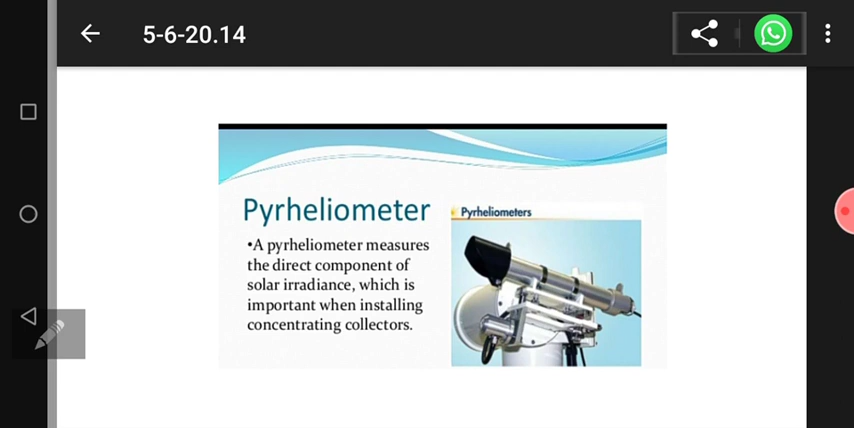 5-6-20.14
Pyrheliometer
•A pyrheliometer measures
the direct component of
solar irradiance, which is
important when installing
concentrating collectors.
Pyrheliometers